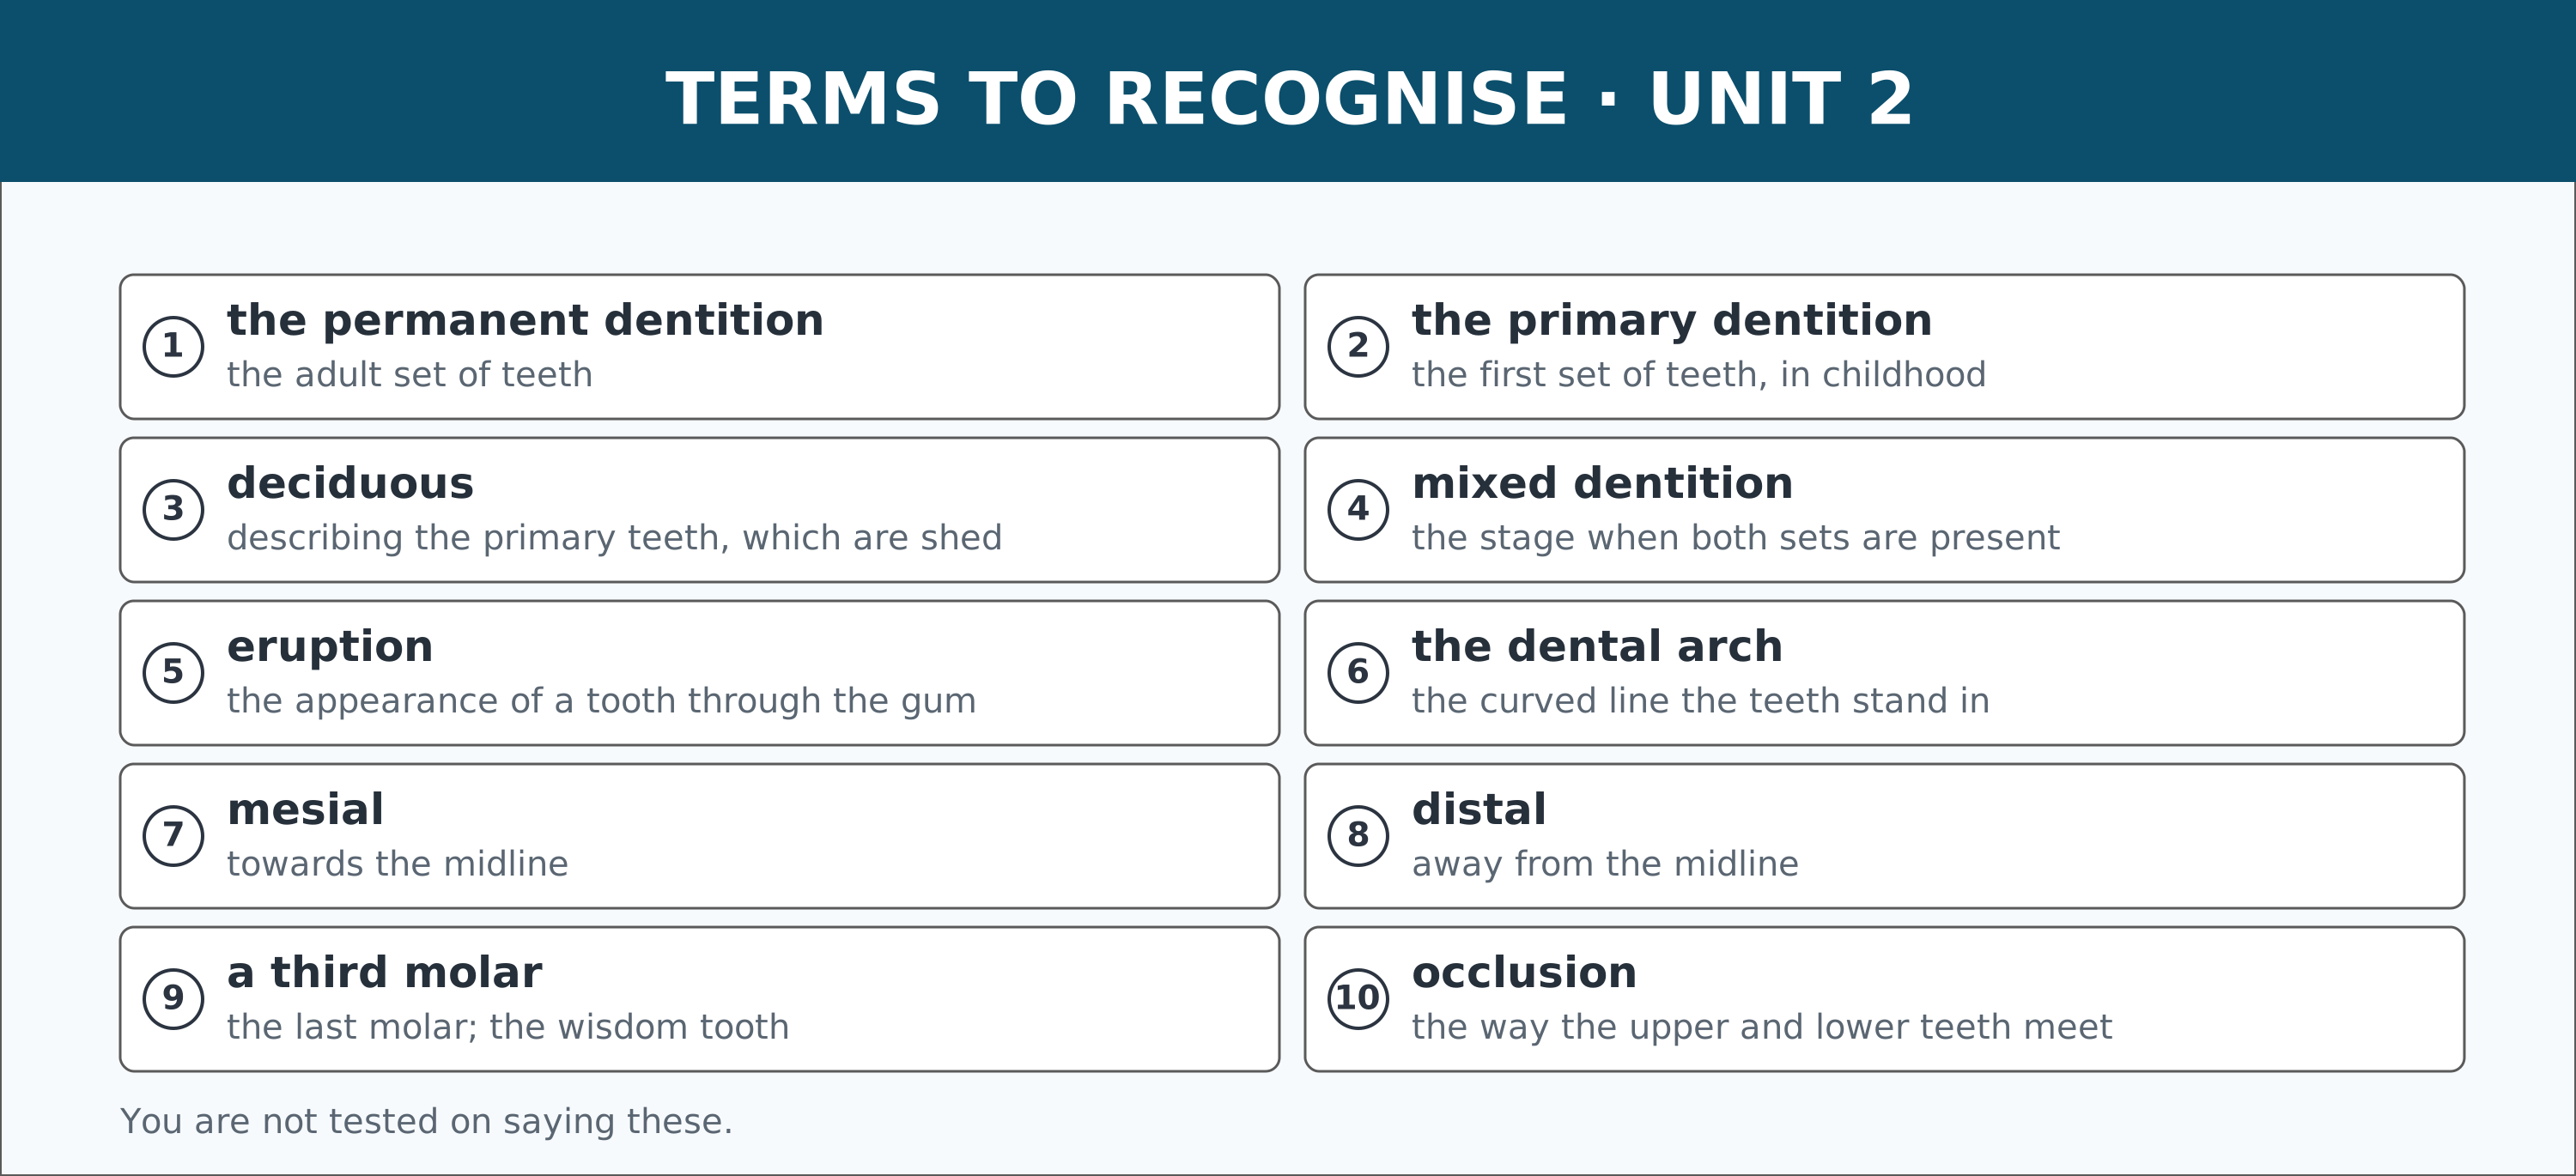 TERMS TO RECOGNISE · UNIT 2
1
the permanent dentition
the adult set of teeth
2
the primary dentition
the first set of teeth, in childhood
3
deciduous
describing the primary teeth, which are shed
4
mixed dentition
the stage when both sets are present
5
eruption
the appearance of a tooth through the gum
6
the dental arch
the curved line the teeth stand in
7
mesial
towards the midline
8
distal
away from the midline
9
a third molar
the last molar; the wisdom tooth
10
occlusion
the way the upper and lower teeth meet
You are not tested on saying these.